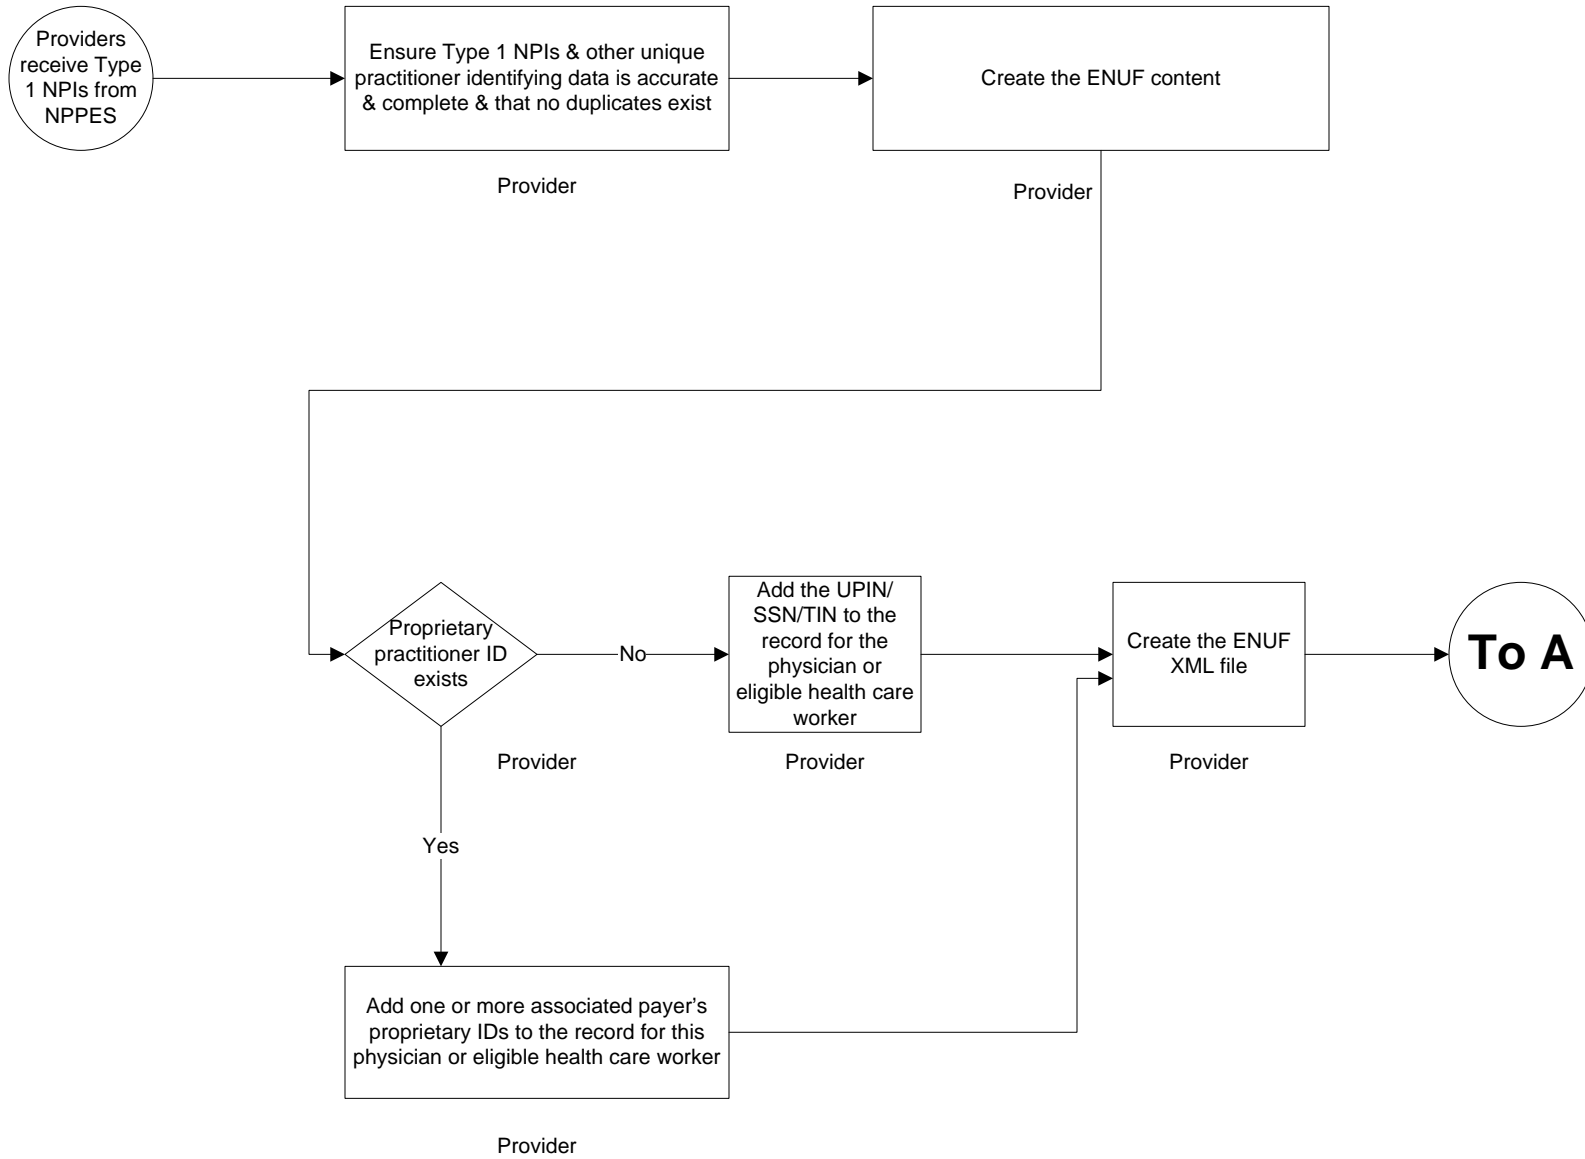 Providers
receive Type
1 NPIs from
NPPES
Ensure Type 1 NPIs & other unique
practitioner identifying data is accurate
& complete & that no duplicates exist
Create the ENUF content
Provider
Provider
Proprietary
practitioner ID
exists
No
Add the UPIN/
SSN/TIN to the
record for the
physician or
eligible health care
worker
Create the ENUF
XML file
To A
Provider
Provider
Provider
Yes
Add one or more associated payer’s
proprietary IDs to the record for this
physician or eligible health care worker
Provider